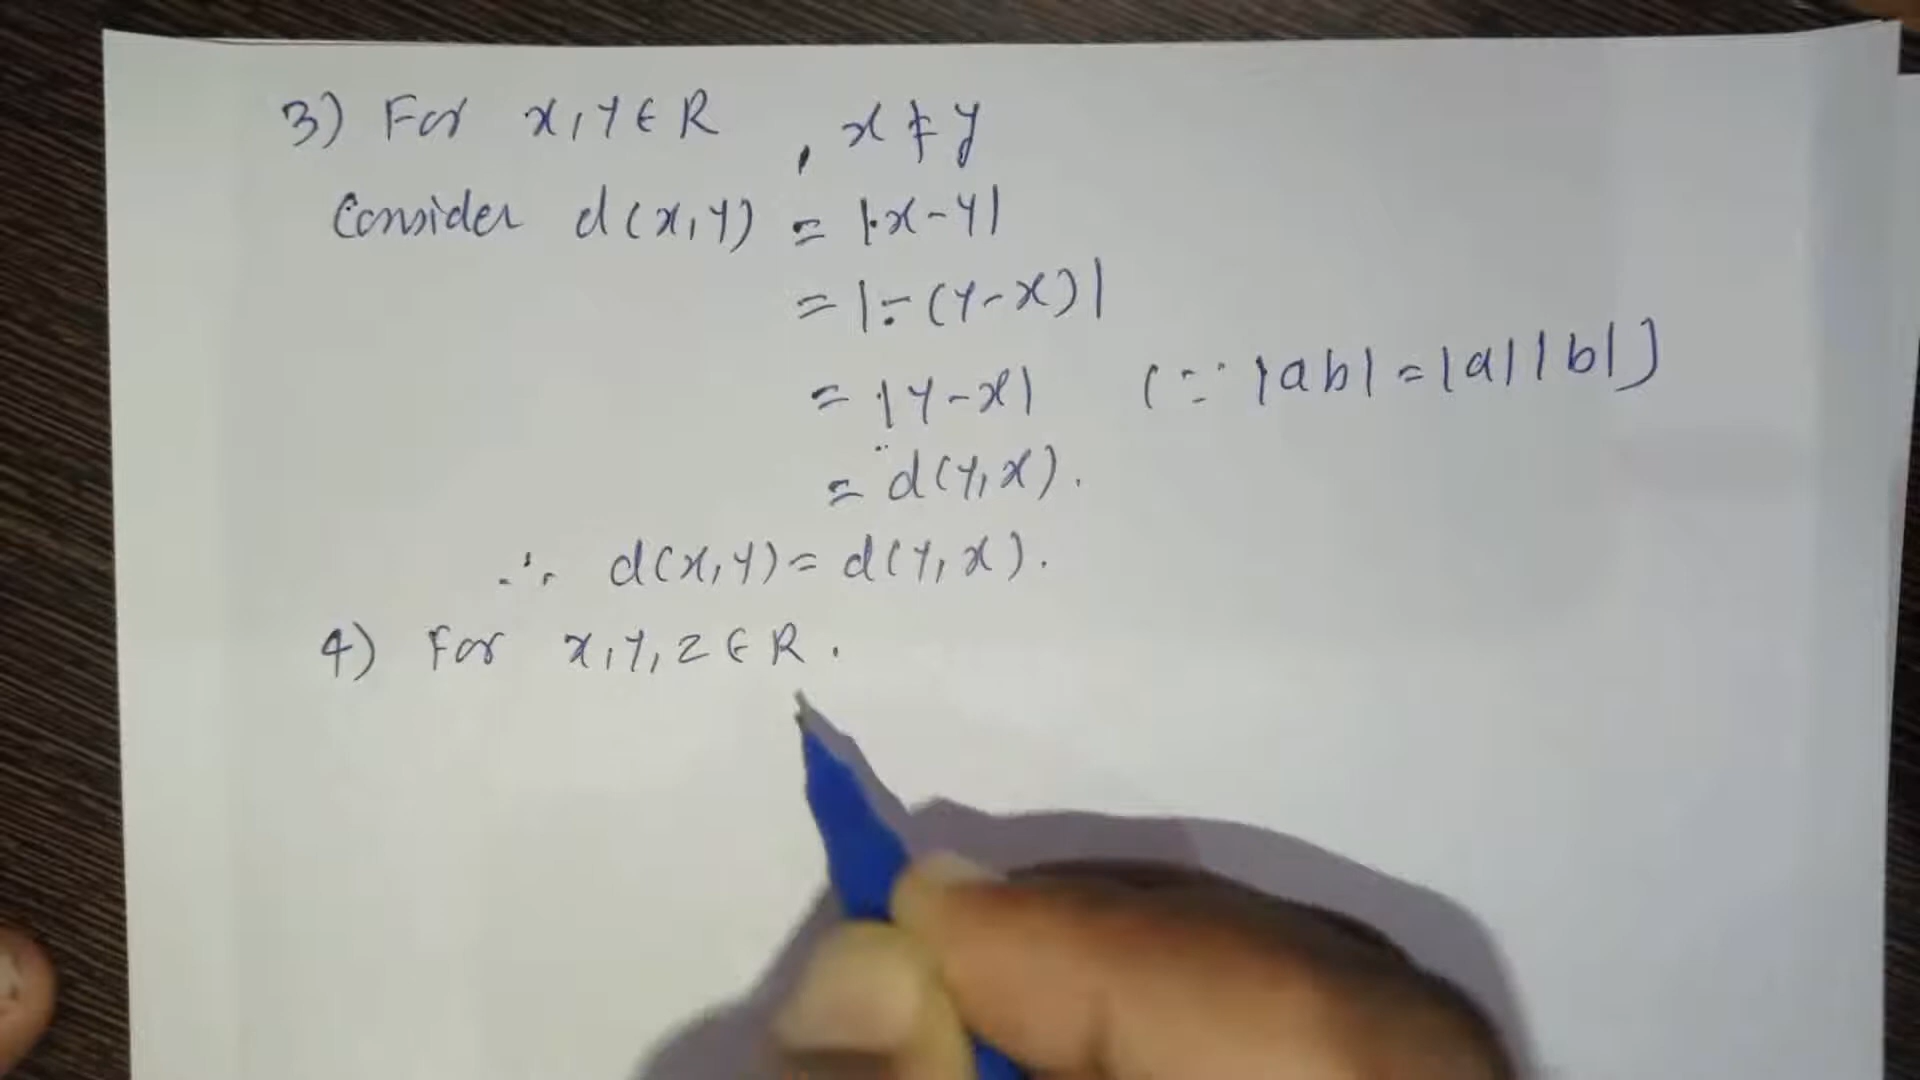 3) For x, y ∈ R , x ≠ y
Consider d(x, y) = |x - y|
= |-(y - x)|
= |y - x| (∵ |ab| = |a||b|]
= d(y, x).
∴ d(x, y) = d(y, x).
4) For x, y, z ∈ R.